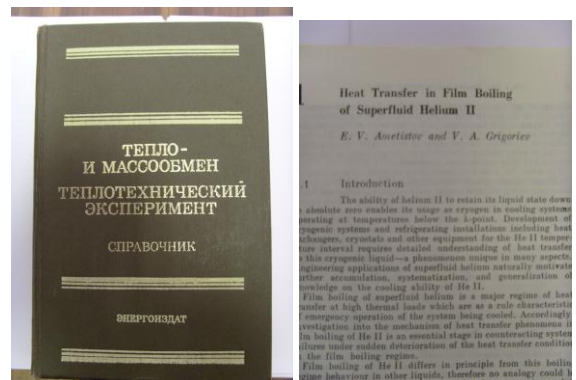 ТЕПЛО-
И МАССООБМЕН
ТЕПЛОТЕХНИЧЕСКИЙ
ЭКСПЕРИМЕНТ
СПРАВОЧНИК
ЭНЕРГОИЗДАТ
Heat Transfer in Film Boiling
of Superfluid Helium II
E. V. Ametistov and V. A. Grigoriev
.1 Introduction
The ability of helium II to retain its liquid state down
absolute zero enables its usage as cryogen in cooling systems
operating at temperatures below the λ-point. Development of
cryogenic systems and refrigerating installations including heat
exchangers, cryostats and other equipment for the He II temper-
ture interval requires detailed understanding of heat transfer
this cryogenic liquid—a phenomenon unique in many aspects.
Engineering applications of superfluid helium naturally motivate
further accumulation, systematization, and generalization of
knowledge on the cooling ability of He II.
Film boiling of superfluid helium is a major regime of heat
transfer at high thermal loads which are as a rule characteristic
emergency operation of the system being cooled. Accordingly
investigation into the mechanism of heat transfer phenomena in
film boiling of He II is an essential stage in counteracting system
failures under sudden deterioration of the heat transfer condition
the film boiling regime.
Film boiling of He II differs in principle from this boiling
regime behaviour in other liquids, therefore no analogy could